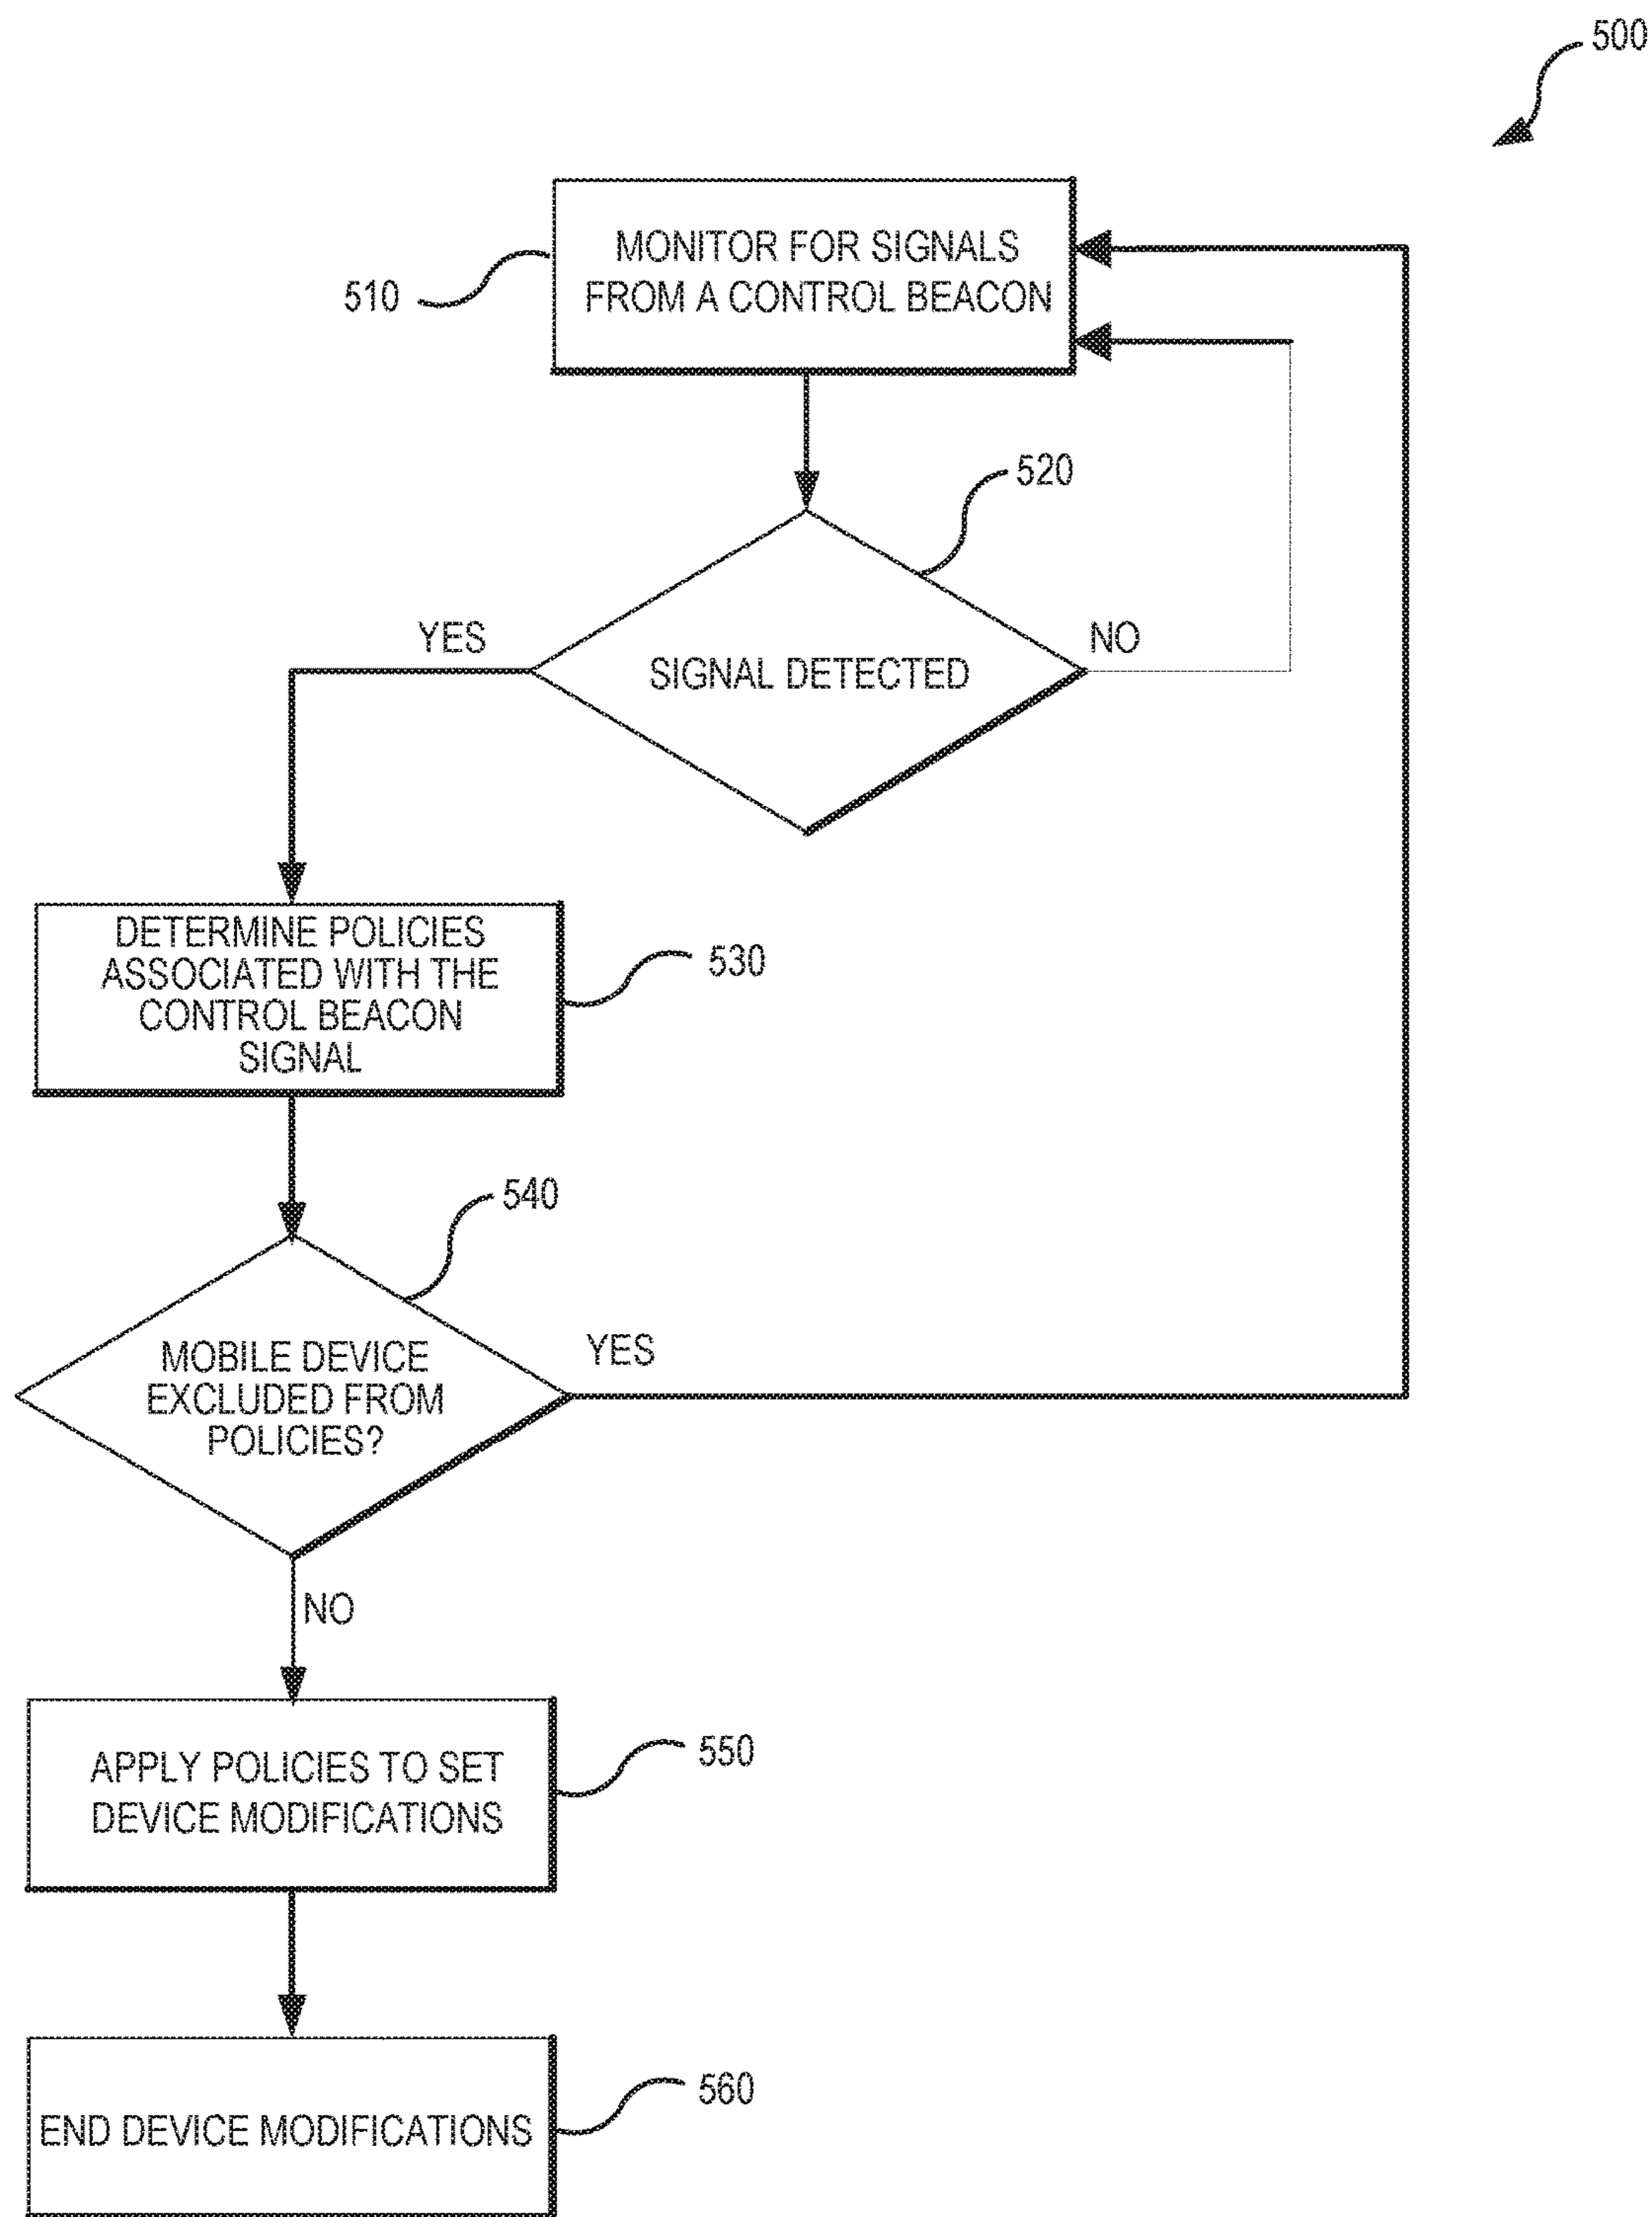 500
MONITOR FOR SIGNALS
FROM A CONTROL BEACON
510
520
YES
NO
SIGNAL DETECTED
DETERMINE POLICIES
ASSOCIATED WITH THE
CONTROL BEACON
SIGNAL
530
540
MOBILE DEVICE
EXCLUDED FROM
POLICIES?
YES
NO
APPLY POLICIES TO SET
DEVICE MODIFICATIONS
550
END DEVICE MODIFICATIONS
560